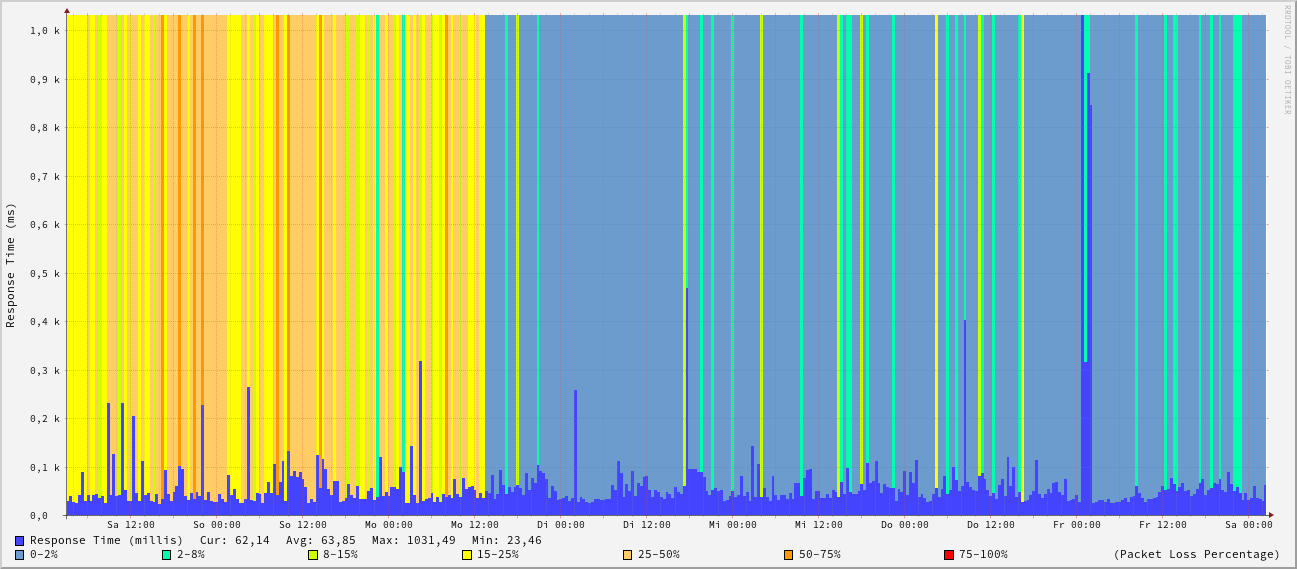 RRDTOOL / TOBI OETIKER
Response Time (ms)
1,0 k
0,9 k
0,8 k
0,7 k
0,6 k
0,5 k
0,4 k
0,3 k
0,2 k
0,1 k
0,0
Sa 12:00 So 00:00 So 12:00 Mo 00:00 Mo 12:00 Di 00:00 Di 12:00 Mi 00:00 Mi 12:00 Do 00:00 Do 12:00 Fr 00:00 Fr 12:00 Sa 00:00
Response Time (millis) Cur: 62,14 Avg: 63,85 Max: 1031,49 Min: 23,46
0-2% 2-8% 8-15% 15-25% 25-50% 50-75% 75-100% (Packet Loss Percentage)